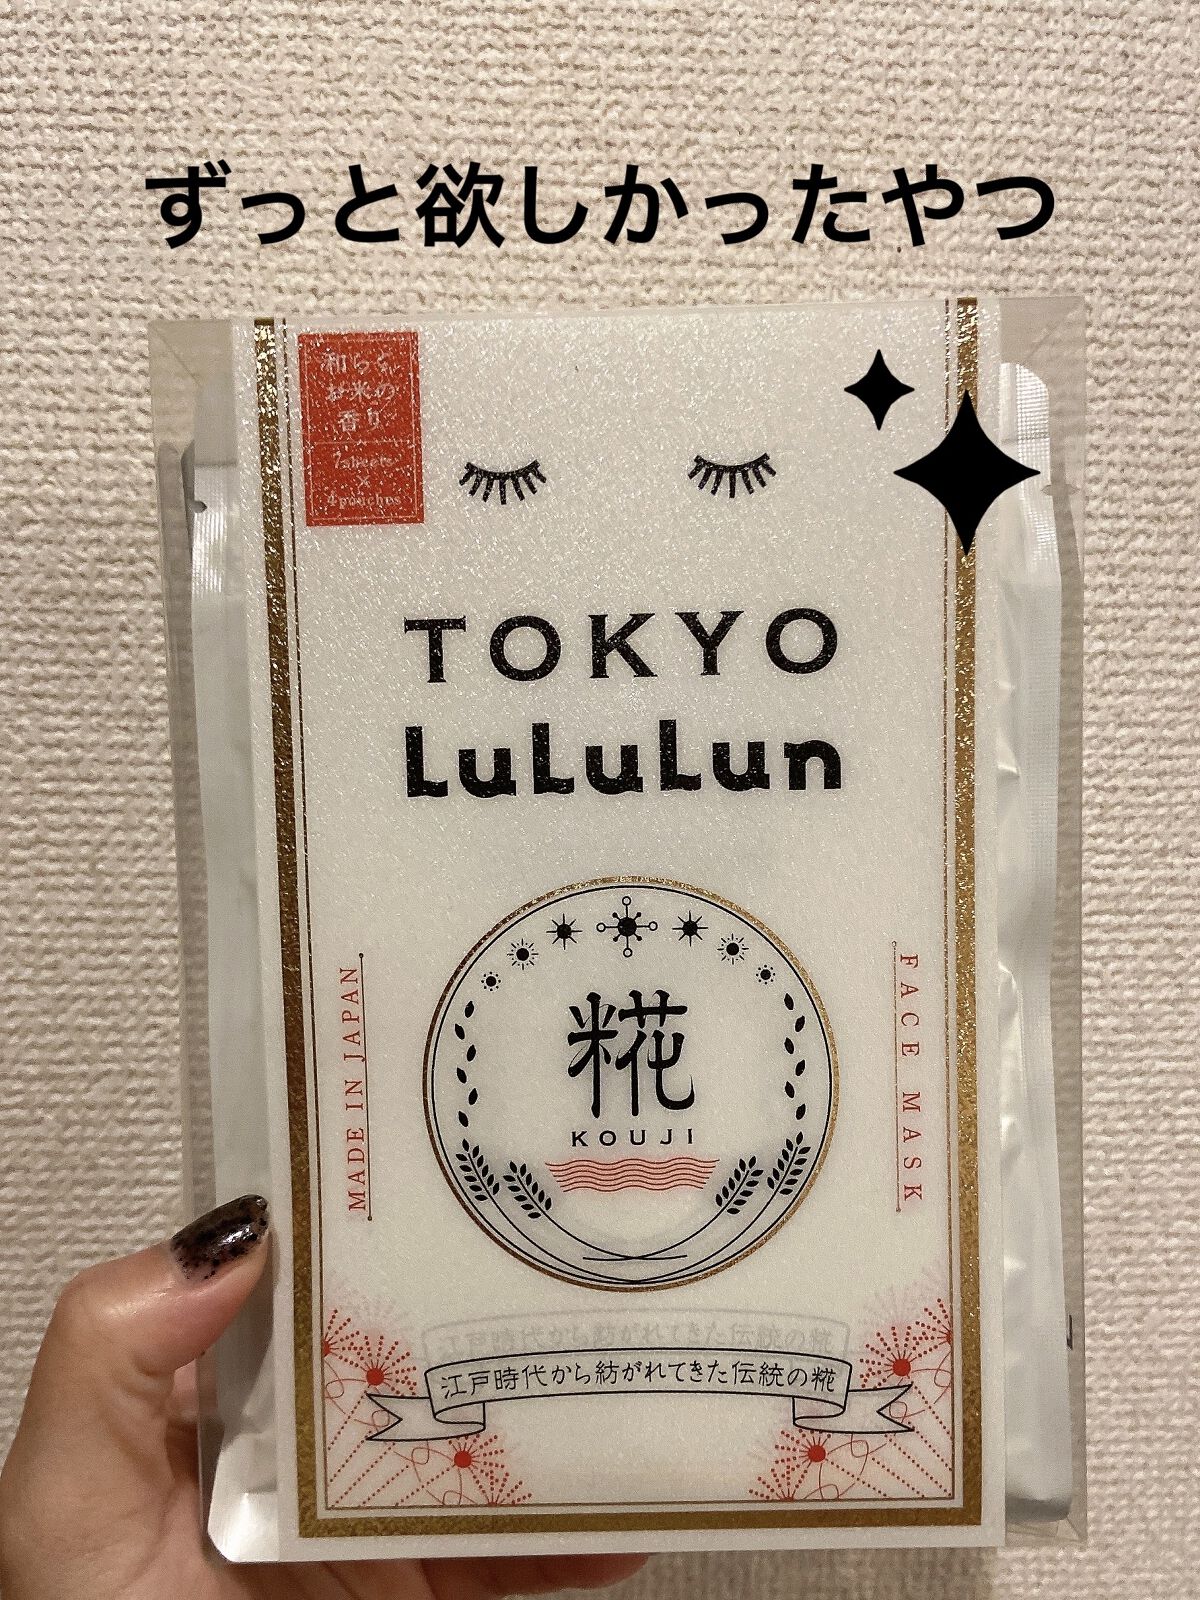 ずっと欲しかったやつ
和らぐ
お米の
香り
7sheets
×
4pouches
TOKYO
LuLuLun
糀
KOUJI
MADE IN JAPAN
FACE MASK
江戸時代から紡がれてきた伝統の糀